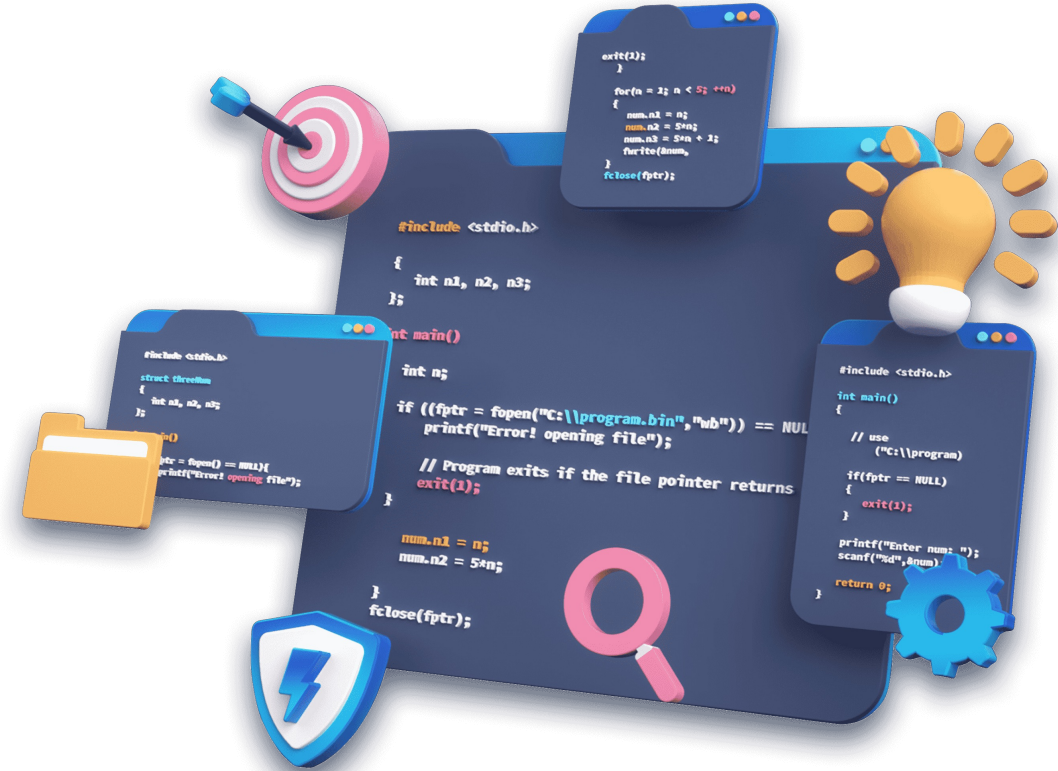 exit(1);
}
for(n = 1; n < 5; ++n)
{
num.n1 = n;
num.n2 = 5*n;
num.n3 = 5*n + 1;
fwrite(&num,
}
fclose(fptr);
#include <stdio.h>
{
int n1, n2, n3;
};
nt main()
int n;
if ((fptr = fopen("C:\\program.bin","wb")) == NUL
printf("Error! opening file");
// Program exits if the file pointer returns
exit(1);
}
num.n1 = n;
num.n2 = 5*n;
}
fclose(fptr);
#include <stdio.h>
struct threeNum
{
int n1, n2, n3;
};
in()
ptr = fopen() == NULL){
printf("Error! opening file");
#include <stdio.h>
int main()
{
// use
("C:\\program)
if(fptr == NULL)
{
exit(1);
}
printf("Enter num: ");
scanf("%d",&num)
return 0;
}